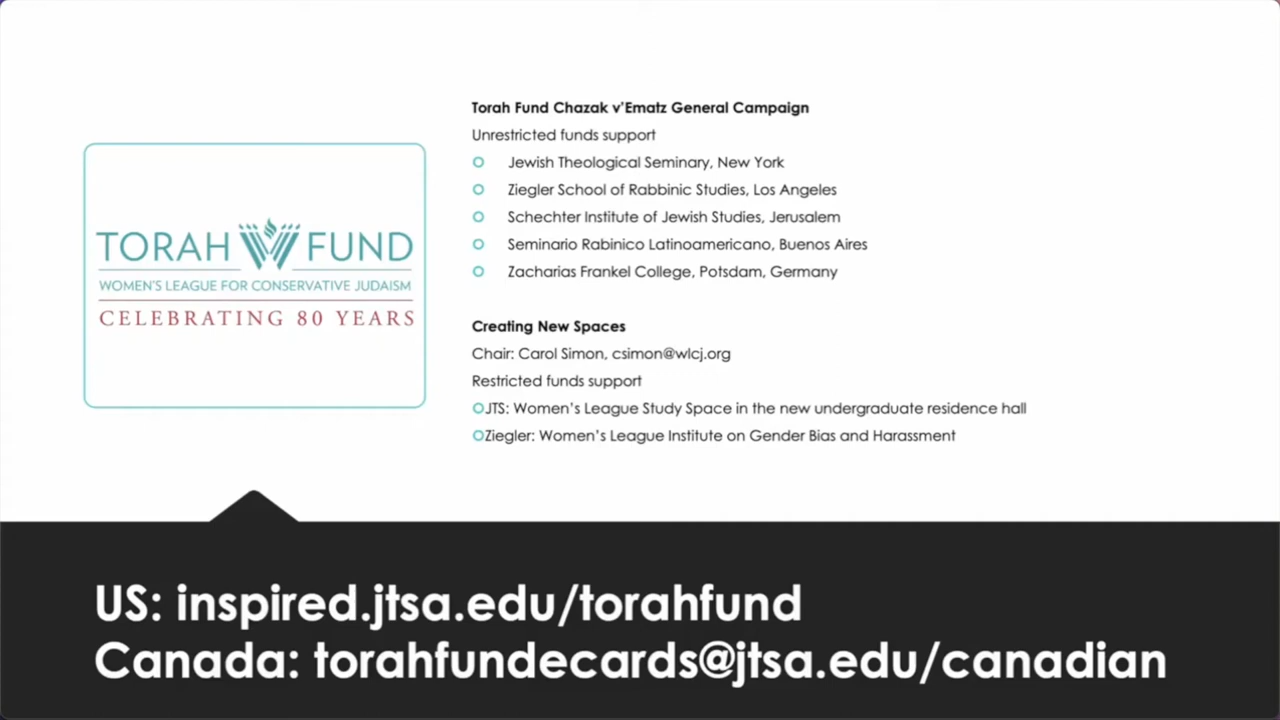 TORAH FUND
WOMEN'S LEAGUE FOR CONSERVATIVE JUDAISM
CELEBRATING 80 YEARS
Torah Fund Chazak v'Ematz General Campaign
Unrestricted funds support
Jewish Theological Seminary, New York
Ziegler School of Rabbinic Studies, Los Angeles
Schechter Institute of Jewish Studies, Jerusalem
Seminario Rabinico Latinoamericano, Buenos Aires
Zacharias Frankel College, Potsdam, Germany
Creating New Spaces
Chair: Carol Simon, csimon@wlcj.org
Restricted funds support
JTS: Women's League Study Space in the new undergraduate residence hall
Ziegler: Women's League Institute on Gender Bias and Harassment
US: inspired.jtsa.edu/torahfund
Canada: torahfundecards@jtsa.edu/canadian